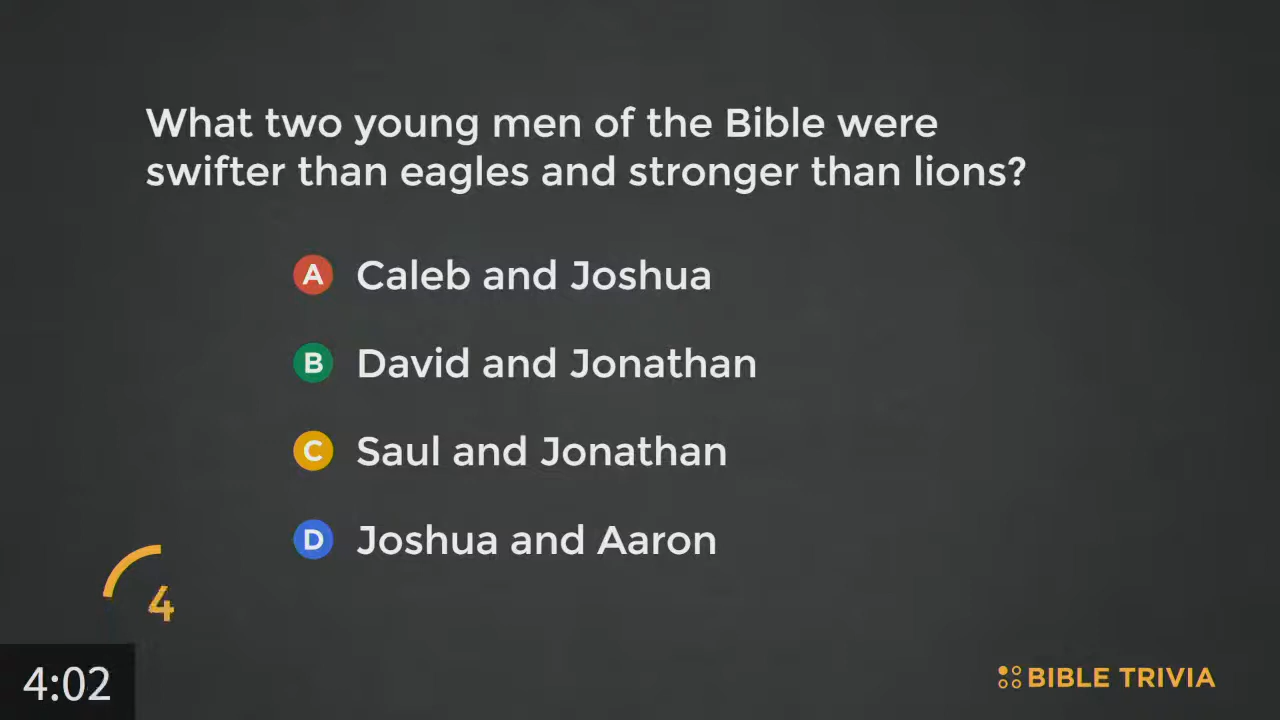 What two young men of the Bible were
swifter than eagles and stronger than lions?
A Caleb and Joshua
B David and Jonathan
C Saul and Jonathan
D Joshua and Aaron
4
4:02
BIBLE TRIVIA